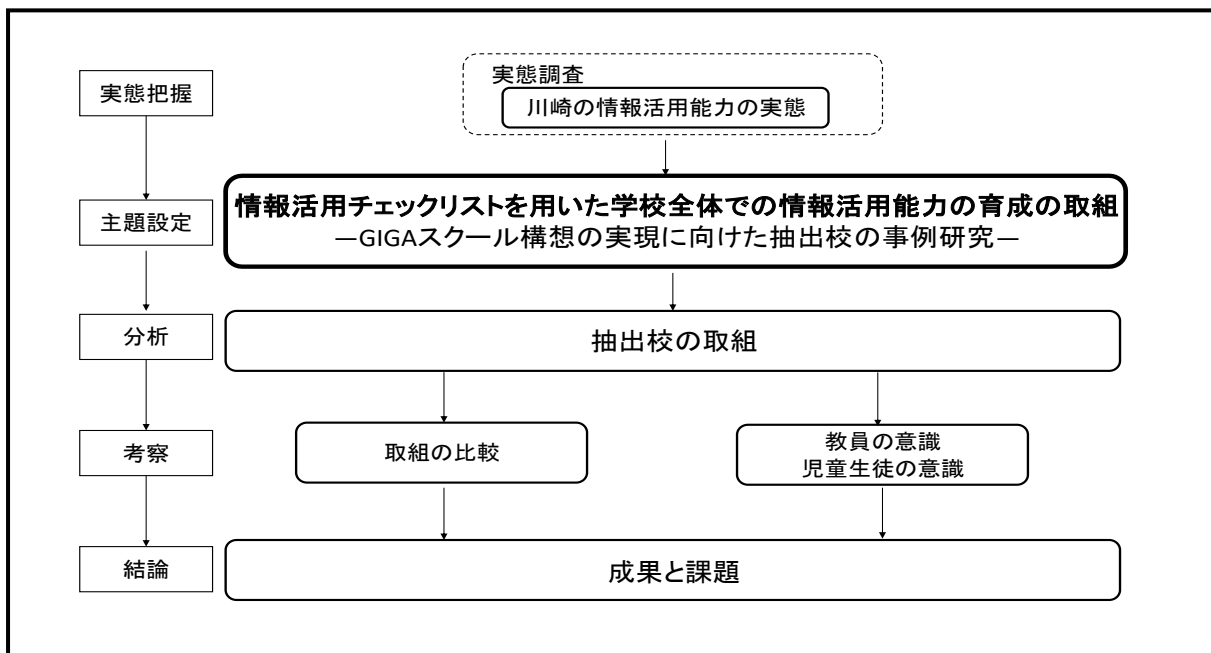 実態把握
実態調査
川崎の情報活用能力の実態
主題設定
情報活用チェックリストを用いた学校全体での情報活用能力の育成の取組
―GIGAスクール構想の実現に向けた抽出校の事例研究―
分析
抽出校の取組
考察
取組の比較
教員の意識
児童生徒の意識
結論
成果と課題